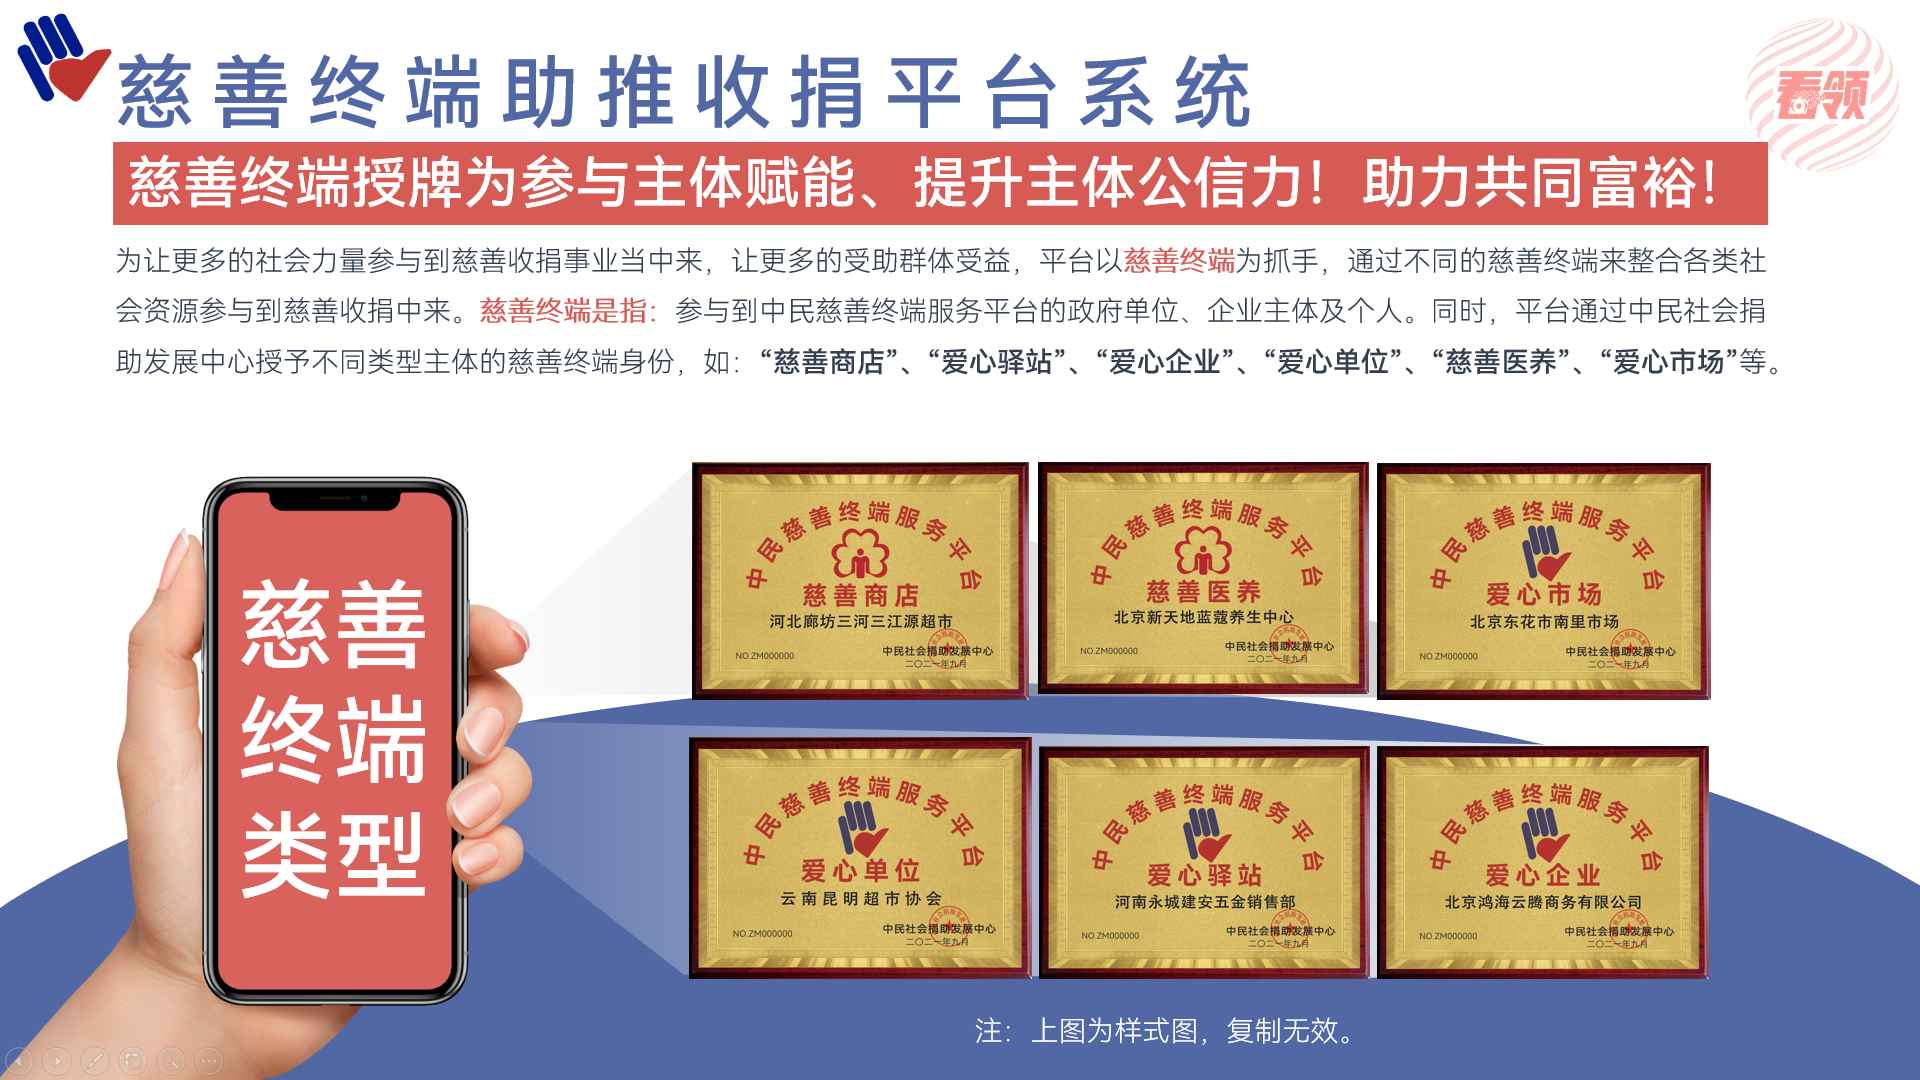 慈善终端助推收捐平台系统
看领
慈善终端授牌为参与主体赋能、提升主体公信力！助力共同富裕！
为让更多的社会力量参与到慈善收捐事业当中来，让更多的受助群体受益，平台以慈善终端为抓手，通过不同的慈善终端来整合各类社
会资源参与到慈善收捐中来。慈善终端是指：参与到中民慈善终端服务平台的政府单位、企业主体及个人。同时，平台通过中民社会捐
助发展中心授予不同类型主体的慈善终端身份，如：“慈善商店”、“爱心驿站”、“爱心企业”、“爱心单位”、“慈善医养”、“爱心市场”等。
慈善
终端
类型
中民慈善终端服务平台
慈善商店
河北廊坊三河三江源超市
NO.ZM000000
中民社会捐助发展中心
二〇二一年九月
中民慈善终端服务平台
慈善医养
北京新天地蓝蔻养生中心
NO.ZM000000
中民社会捐助发展中心
二〇二一年九月
中民慈善终端服务平台
爱心市场
北京东花市南里市场
NO.ZM000000
中民社会捐助发展中心
二〇二一年九月
中民慈善终端服务平台
爱心单位
云南昆明超市协会
NO.ZM000000
中民社会捐助发展中心
二〇二一年九月
中民慈善终端服务平台
爱心驿站
河南永城建安五金销售部
NO.ZM000000
中民社会捐助发展中心
二〇二一年九月
中民慈善终端服务平台
爱心企业
北京鸿海云腾商务有限公司
NO.ZM000000
中民社会捐助发展中心
二〇二一年九月
注：上图为样式图，复制无效。